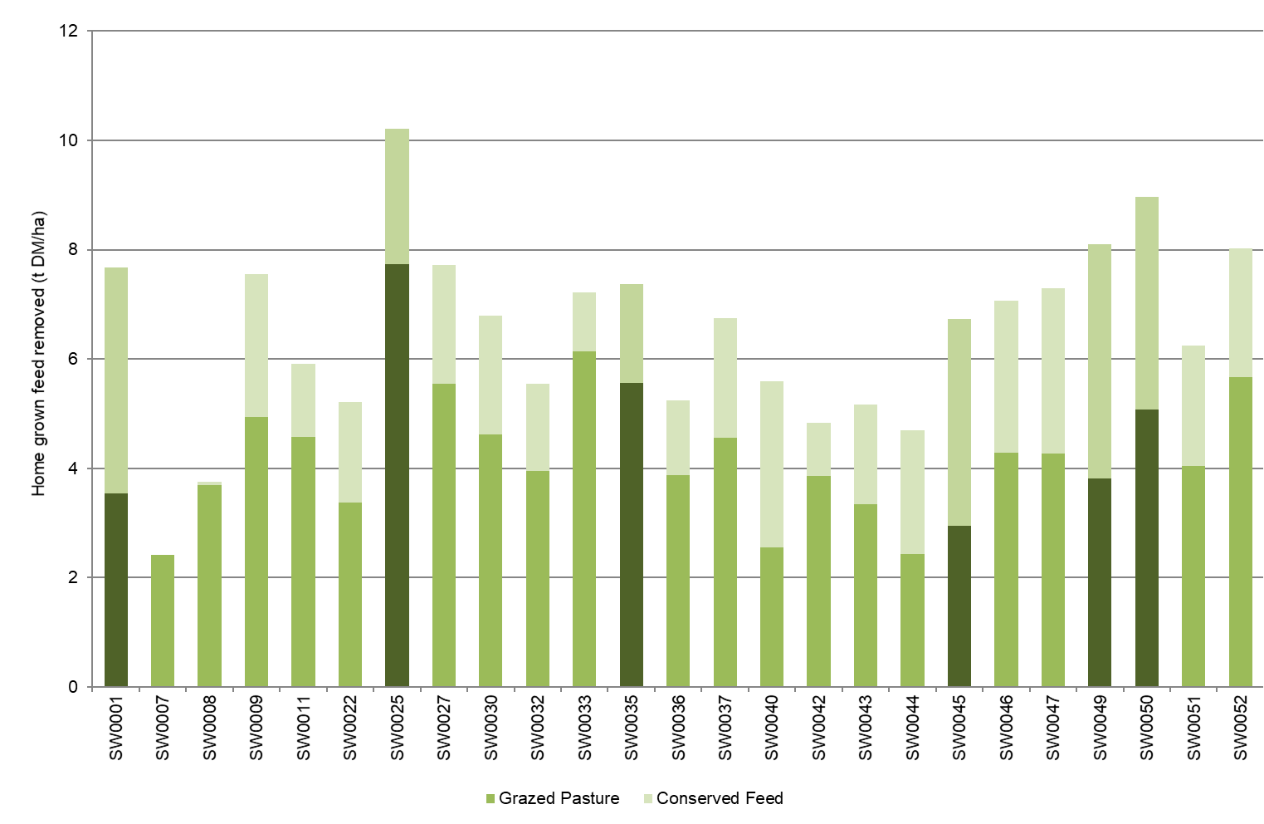 12
10
8
6
4
2
0
Home grown feed removed (t DM/ha)
SW0001
SW0007
SW0008
SW0009
SW0011
SW0022
SW0025
SW0027
SW0030
SW0032
SW0033
SW0035
SW0036
SW0037
SW0040
SW0042
SW0043
SW0044
SW0045
SW0046
SW0047
SW0049
SW0050
SW0051
SW0052
Grazed Pasture
Conserved Feed